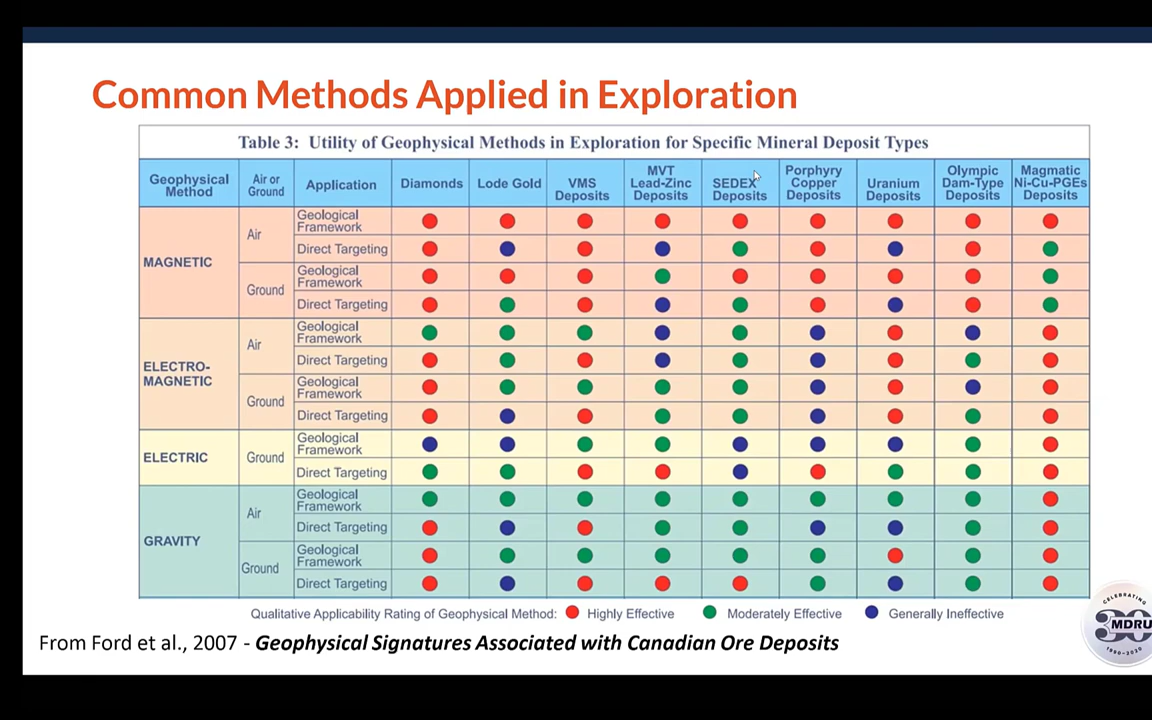 Common Methods Applied in Exploration
Table 3: Utility of Geophysical Methods in Exploration for Specific Mineral Deposit Types
Geophysical Method
Air or Ground
Application
Diamonds
Lode Gold
VMS Deposits
MVT Lead-Zinc Deposits
SEDEX Deposits
Porphyry Copper Deposits
Uranium Deposits
Olympic Dam-Type Deposits
Magmatic Ni-Cu-PGEs Deposits
MAGNETIC
Air
Geological Framework
Direct Targeting
Ground
Geological Framework
Direct Targeting
ELECTRO-MAGNETIC
Air
Geological Framework
Direct Targeting
Ground
Geological Framework
Direct Targeting
ELECTRIC
Ground
Geological Framework
Direct Targeting
GRAVITY
Air
Geological Framework
Direct Targeting
Ground
Geological Framework
Direct Targeting
Qualitative Applicability Rating of Geophysical Method: Highly Effective Moderately Effective Generally Ineffective
From Ford et al., 2007 - Geophysical Signatures Associated with Canadian Ore Deposits
CELEBRATING
30
MDRU
1990-2020